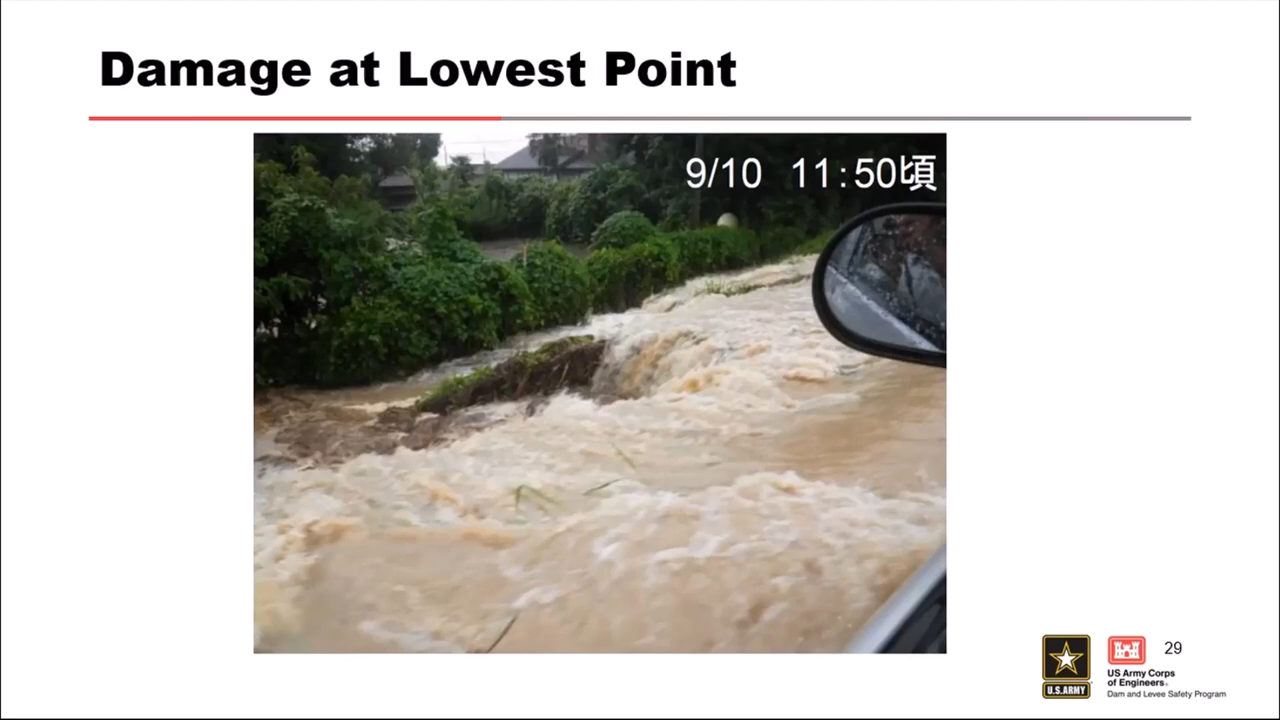 Damage at Lowest Point
9/10 11:50頃
U.S.ARMY
US Army Corps
of Engineers®
Dam and Levee Safety Program
29